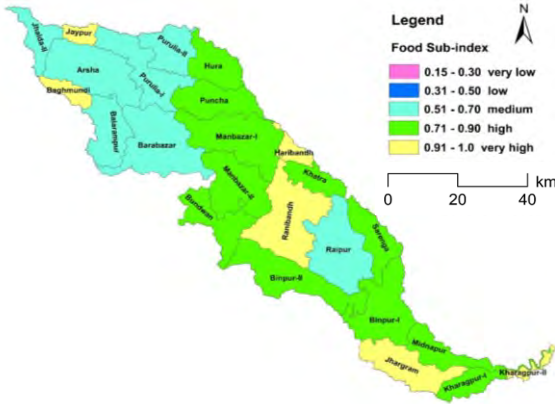 N
Legend
Food Sub-index
0.15 - 0.30 very low
0.31 - 0.50 low
0.51 - 0.70 medium
0.71 - 0.90 high
0.91 - 1.0 very high
km
0 20 40
Jhalda-II
Jaypur
Purulia-II
Hura
Arsha
Purulia-I
Baghmundi
Puncha
Balarampur
Barabazar
Manbazar-I
Haribandh
Khatra
Manbazar-II
Bundwan
Ranibandh
Raipur
Sarenga
Binpur-II
Binpur-I
Midnapur
Jhargram
Kharagpur-I
Kharagpur-II